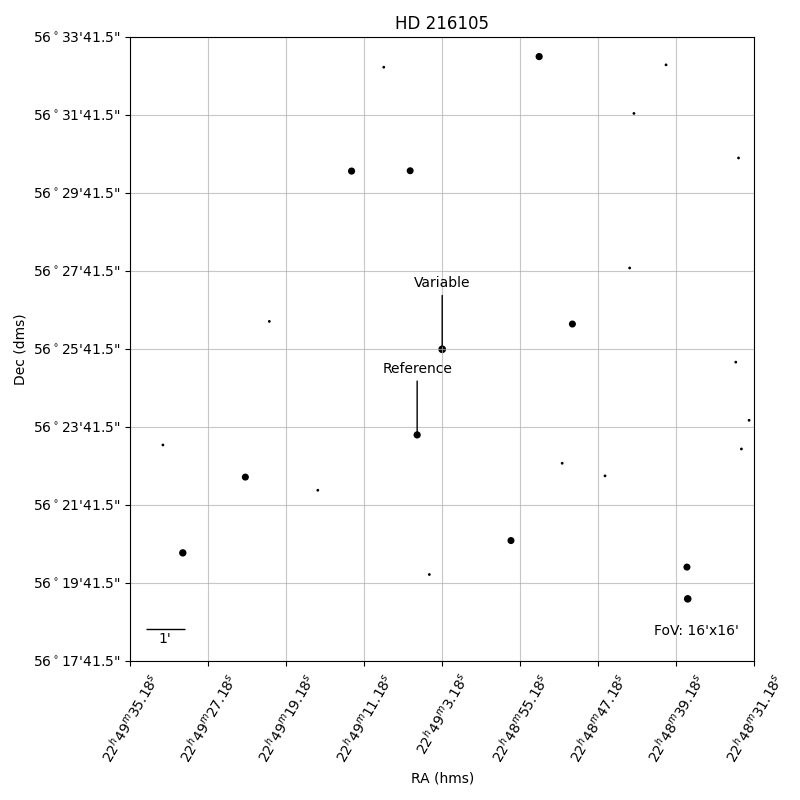 HD 216105
56°33'41.5"
56°31'41.5"
56°29'41.5"
56°27'41.5"
56°25'41.5"
56°23'41.5"
56°21'41.5"
56°19'41.5"
56°17'41.5"
Dec (dms)
Variable
Reference
1'
FoV: 16'x16'
22ʰ49ᵐ35.18ˢ
22ʰ49ᵐ27.18ˢ
22ʰ49ᵐ19.18ˢ
22ʰ49ᵐ11.18ˢ
22ʰ49ᵐ3.18ˢ
22ʰ48ᵐ55.18ˢ
22ʰ48ᵐ47.18ˢ
22ʰ48ᵐ39.18ˢ
22ʰ48ᵐ31.18ˢ
RA (hms)